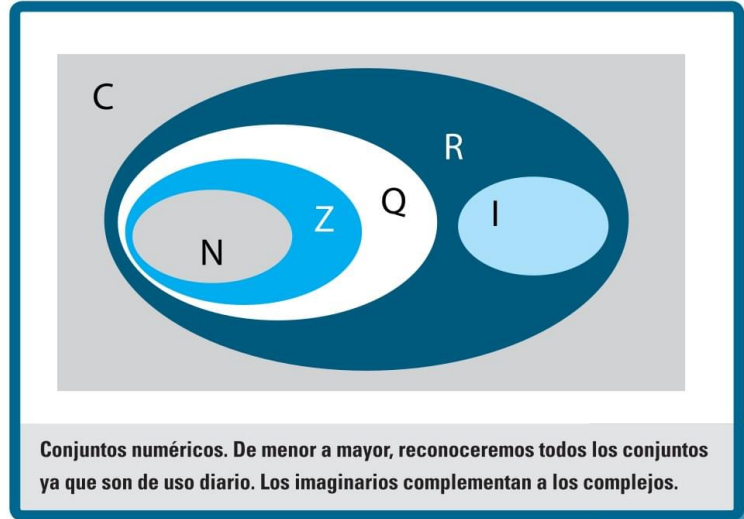 C
R
Q
Z
I
N
Conjuntos numéricos. De menor a mayor, reconoceremos todos los conjuntos
ya que son de uso diario. Los imaginarios complementan a los complejos.